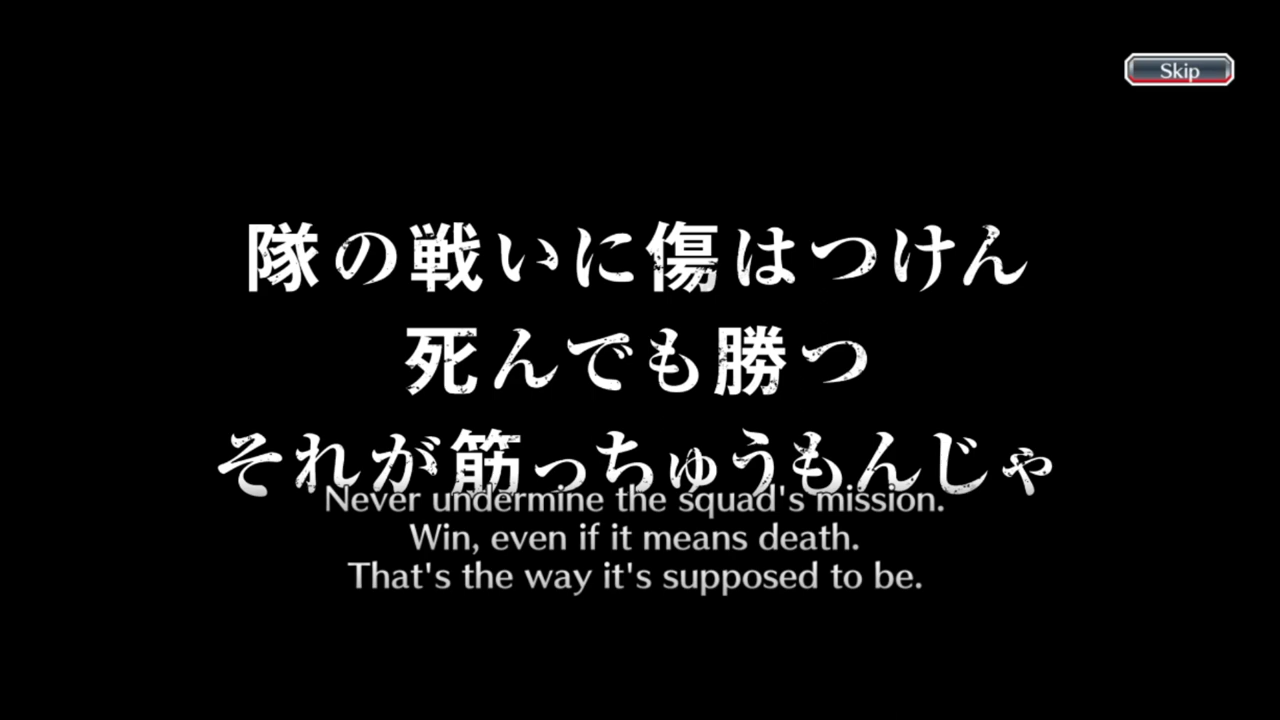 Skip
隊の戦いに傷はつけん
死んでも勝つ
それが筋っちゅうもんじゃ
Never undermine the squad's mission.
Win, even if it means death.
That's the way it's supposed to be.